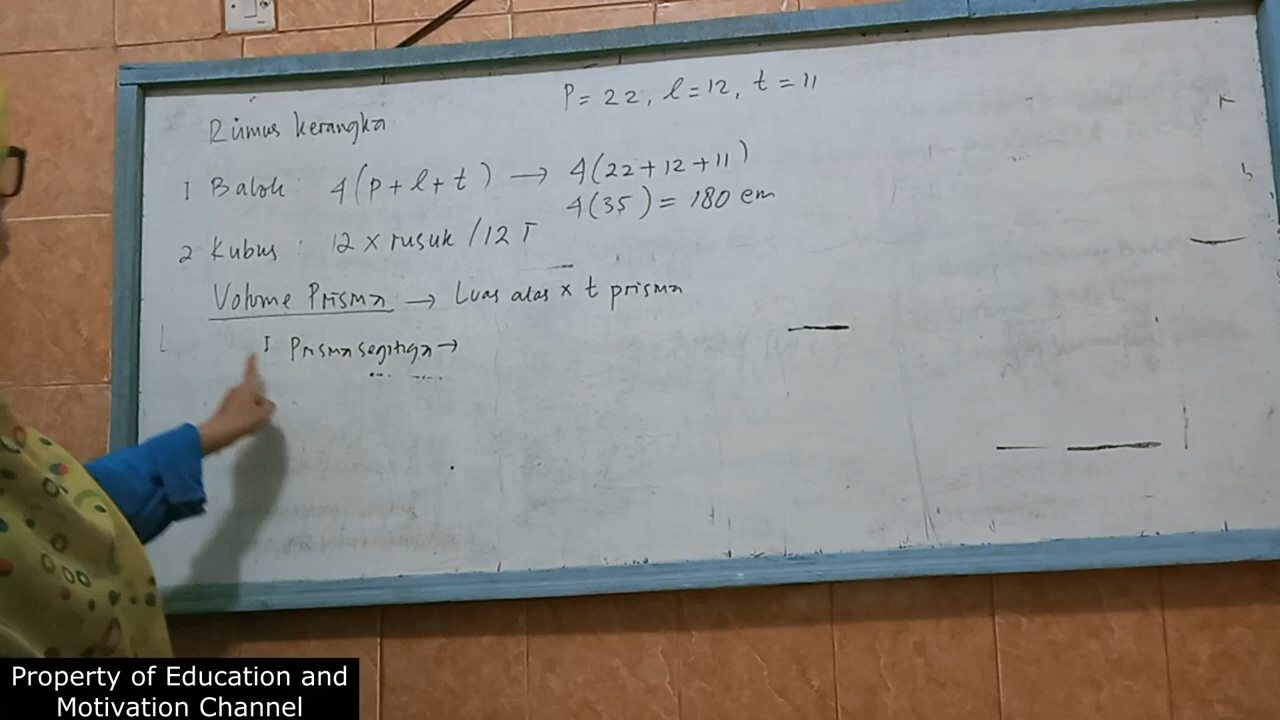 P = 22, l = 12, t = 11
Rumus kerangka
1 Balok : 4(p + l + t) → 4(22 + 12 + 11)
4(35) = 180 cm
2 Kubus : 12 x rusuk / 12 r
Volume Prisma → Luas alas x t prisma
1 Prisma segitiga →
Property of Education and
Motivation Channel